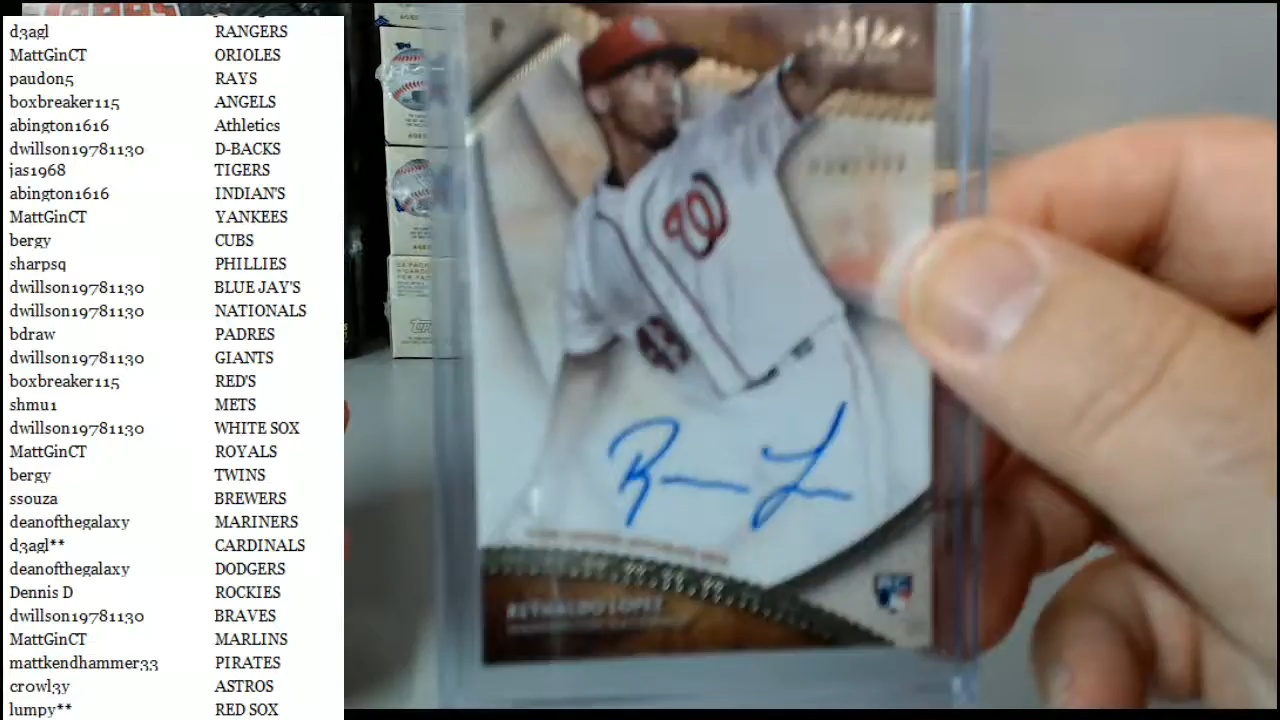 d3agl RANGERS
MattGinCT ORIOLES
paudon5 RAYS
boxbreaker115 ANGELS
abington1616 Athletics
dwillson19781130 D-BACKS
jas1968 TIGERS
abington1616 INDIAN'S
MattGinCT YANKEES
bergy CUBS
sharpsq PHILLIES
dwillson19781130 BLUE JAY'S
dwillson19781130 NATIONALS
bdraw PADRES
dwillson19781130 GIANTS
boxbreaker115 RED'S
shmu1 METS
dwillson19781130 WHITE SOX
MattGinCT ROYALS
bergy TWINS
ssouza BREWERS
deanofthegalaxy MARINERS
d3agl** CARDINALS
deanofthegalaxy DODGERS
Dennis D ROCKIES
dwillson19781130 BRAVES
MattGinCT MARLINS
mattkendhammer33 PIRATES
crowl3y ASTROS
lumpy** RED SOX
P
W
REYNALDO LOPEZ
RC